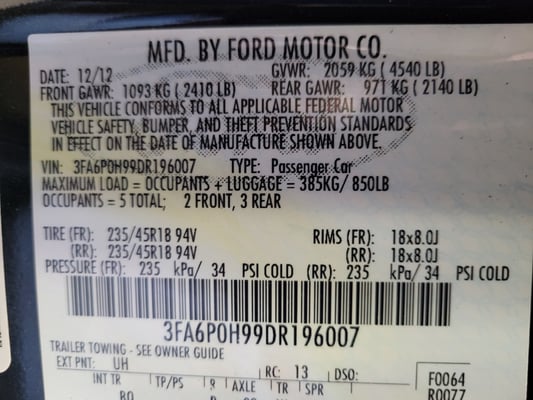 MFD. BY FORD MOTOR CO.
DATE: 12/12 GVWR: 2059 KG (4540 LB)
FRONT GAWR: 1093 KG (2410 LB) REAR GAWR: 971 KG (2140 LB)
THIS VEHICLE CONFORMS TO ALL APPLICABLE FEDERAL MOTOR
VEHICLE SAFETY, BUMPER, AND THEFT PREVENTION STANDARDS
IN EFFECT ON THE DATE OF MANUFACTURE SHOWN ABOVE.
VIN: 3FA6P0H99DR196007 TYPE: Passenger Car
MAXIMUM LOAD = OCCUPANTS + LUGGAGE = 385KG/ 850LB
OCCUPANTS = 5 TOTAL; 2 FRONT, 3 REAR
TIRE (FR): 235/45R18 94V RIMS (FR): 18x8.0J
(RR): 235/45R18 94V (RR): 18x8.0J
PRESSURE (FR): 235 kPa/ 34 PSI COLD (RR): 235 kPa/ 34 PSI COLD
3FA6P0H99DR196007
TRAILER TOWING - SEE OWNER GUIDE
EXT PNT: UH RC: 13 DSO: F0064
INT TR TP/PS R AXLE TR SPR R0077